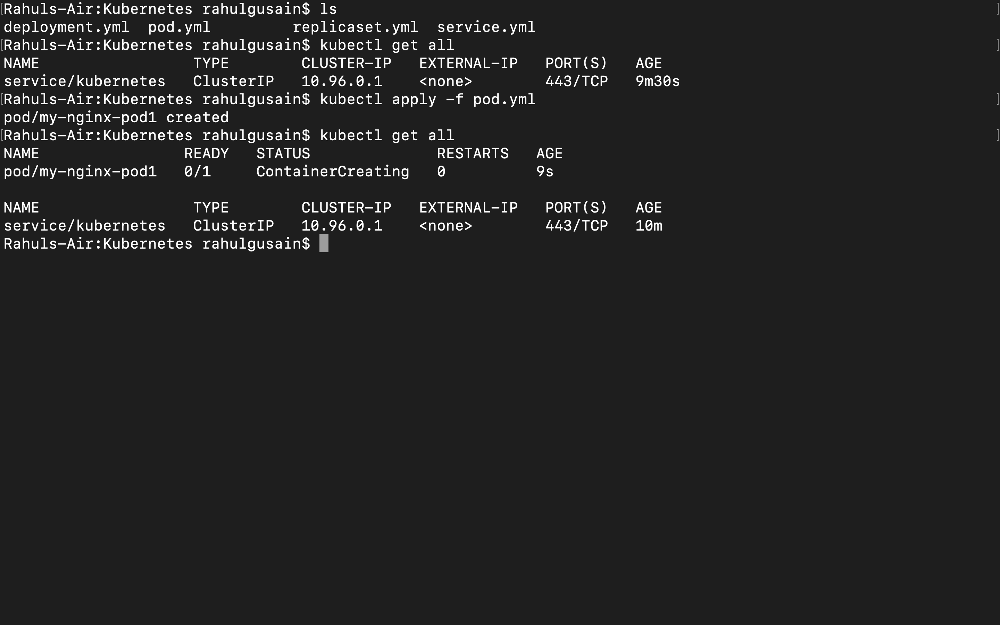 [Rahuls-Air:Kubernetes rahulgusain$ ls ]
deployment.yml  pod.yml         replicaset.yml  service.yml
[Rahuls-Air:Kubernetes rahulgusain$ kubectl get all ]
NAME                 TYPE        CLUSTER-IP   EXTERNAL-IP   PORT(S)   AGE
service/kubernetes   ClusterIP   10.96.0.1    <none>        443/TCP   9m30s
[Rahuls-Air:Kubernetes rahulgusain$ kubectl apply -f pod.yml ]
pod/my-nginx-pod1 created
[Rahuls-Air:Kubernetes rahulgusain$ kubectl get all ]
NAME                READY   STATUS              RESTARTS   AGE
pod/my-nginx-pod1   0/1     ContainerCreating   0          9s
NAME                 TYPE        CLUSTER-IP   EXTERNAL-IP   PORT(S)   AGE
service/kubernetes   ClusterIP   10.96.0.1    <none>        443/TCP   10m
Rahuls-Air:Kubernetes rahulgusain$